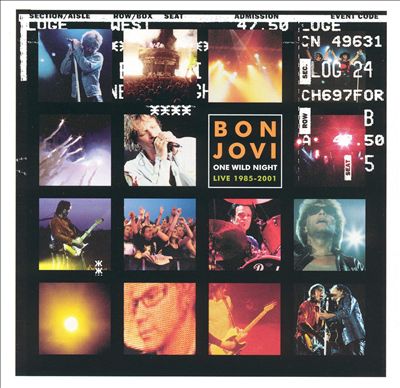 SECTION/AISLE ROW/BOX SEAT ADMISSION EVENT CODE
LOGE WEST 47.50 LOGE
CN 49631
SEC.
LOG 24
CH697FOR
ROW
B
47.50
SEAT
5
BON
JOVI
ONE WILD NIGHT
LIVE 1985-2001